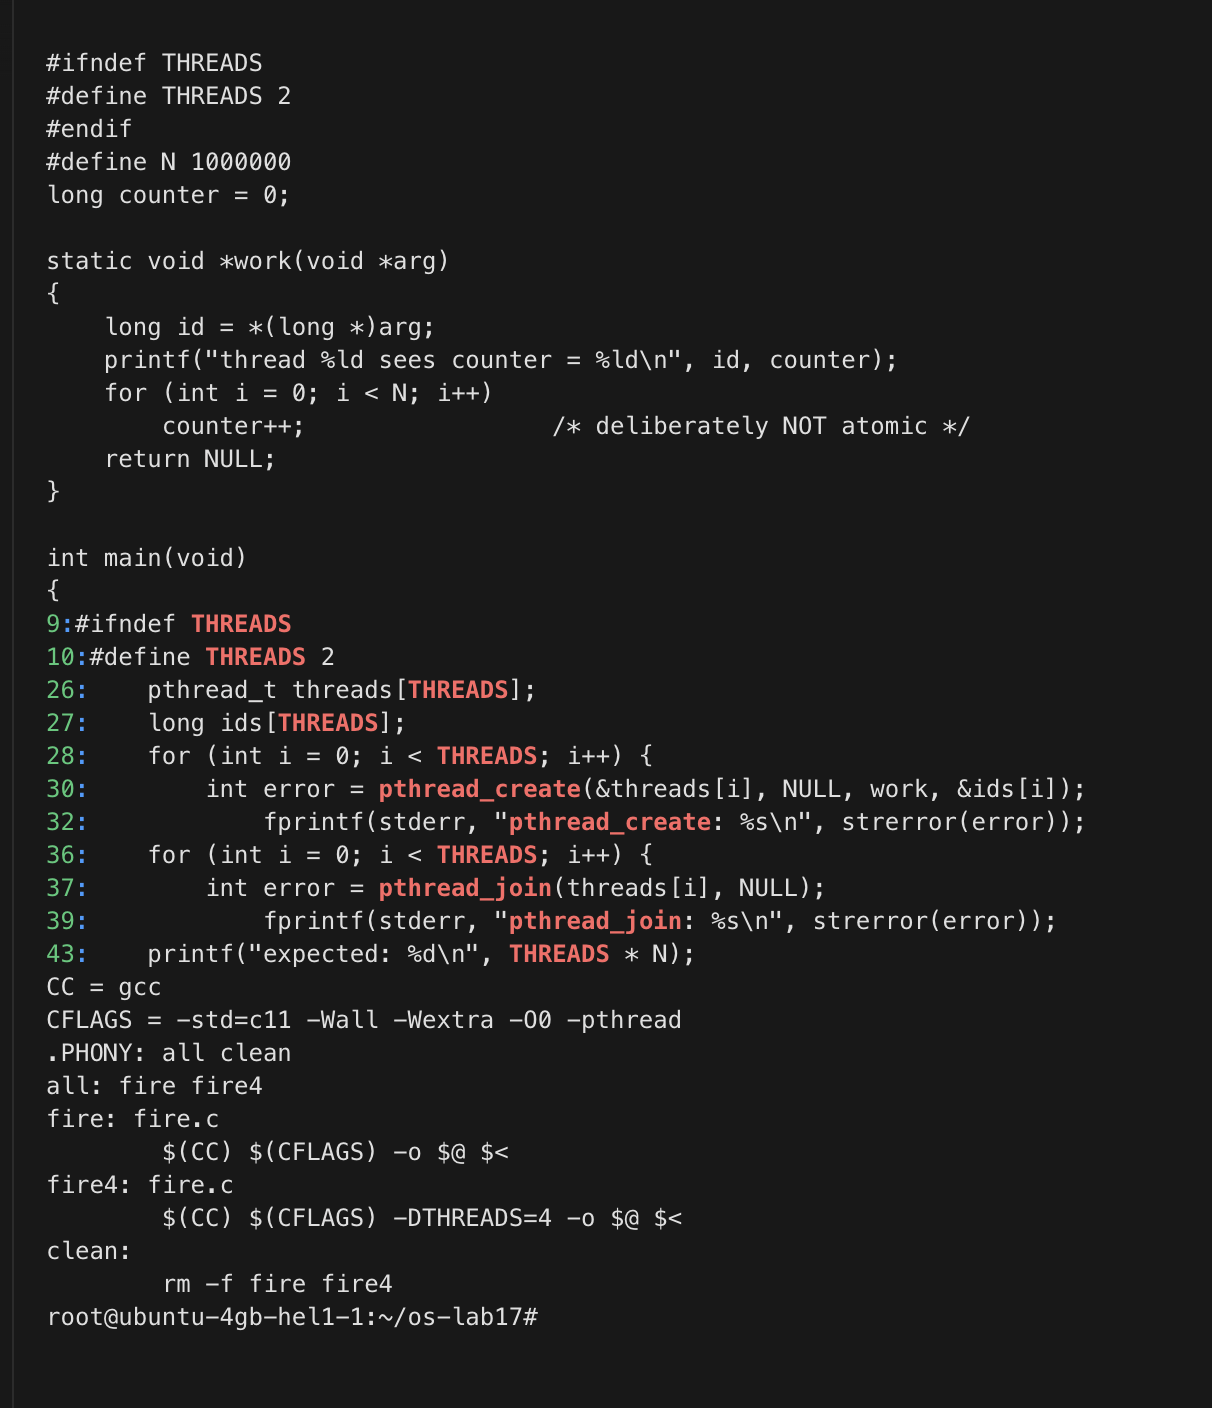 #ifndef THREADS
#define THREADS 2
#endif
#define N 1000000
long counter = 0;

static void *work(void *arg)
{
    long id = *(long *)arg;
    printf("thread %ld sees counter = %ld\n", id, counter);
    for (int i = 0; i < N; i++)
        counter++;                 /* deliberately NOT atomic */
    return NULL;
}

int main(void)
{
9:#ifndef THREADS
10:#define THREADS 2
26:    pthread_t threads[THREADS];
27:    long ids[THREADS];
28:    for (int i = 0; i < THREADS; i++) {
30:        int error = pthread_create(&threads[i], NULL, work, &ids[i]);
32:            fprintf(stderr, "pthread_create: %s\n", strerror(error));
36:    for (int i = 0; i < THREADS; i++) {
37:        int error = pthread_join(threads[i], NULL);
39:            fprintf(stderr, "pthread_join: %s\n", strerror(error));
43:    printf("expected: %d\n", THREADS * N);
CC = gcc
CFLAGS = -std=c11 -Wall -Wextra -O0 -pthread
.PHONY: all clean
all: fire fire4
fire: fire.c
        $(CC) $(CFLAGS) -o $@ $<
fire4: fire.c
        $(CC) $(CFLAGS) -DTHREADS=4 -o $@ $<
clean:
        rm -f fire fire4
root@ubuntu-4gb-hel1-1:~/os-lab17#